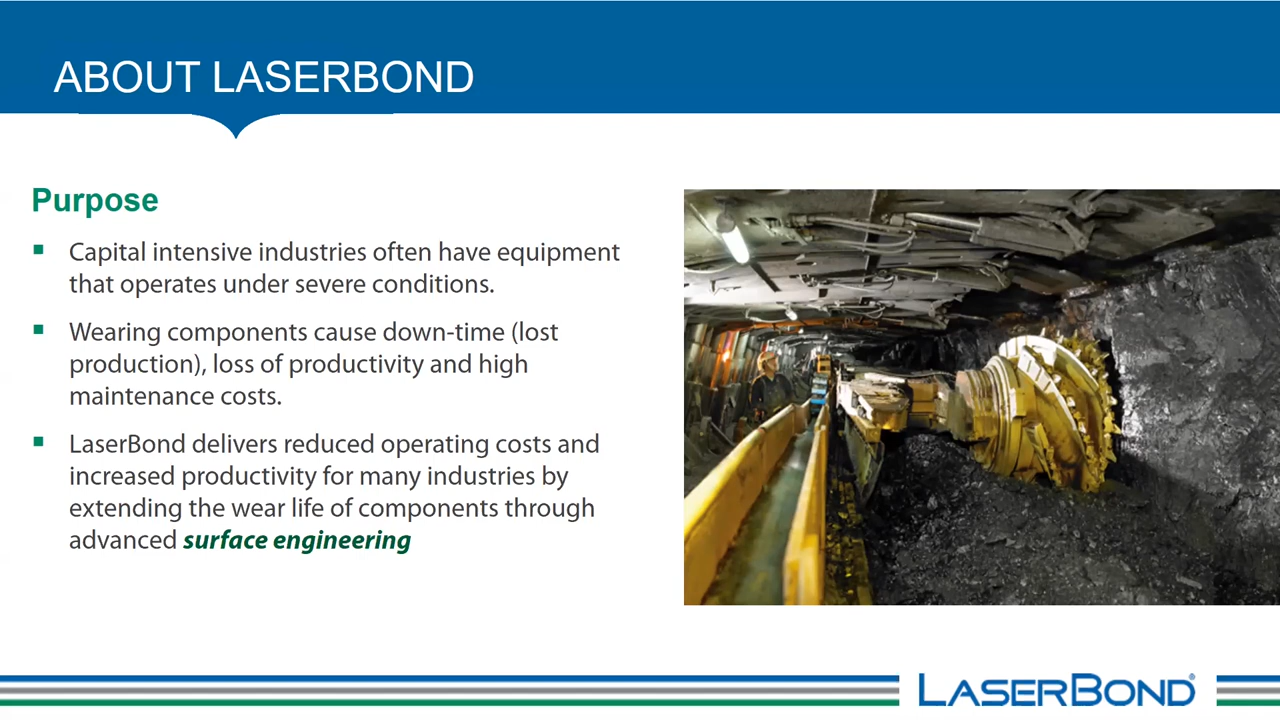 ABOUT LASERBOND
Purpose
▪ Capital intensive industries often have equipment
that operates under severe conditions.
▪ Wearing components cause down-time (lost
production), loss of productivity and high
maintenance costs.
▪ LaserBond delivers reduced operating costs and
increased productivity for many industries by
extending the wear life of components through
advanced surface engineering
LASERBOND®